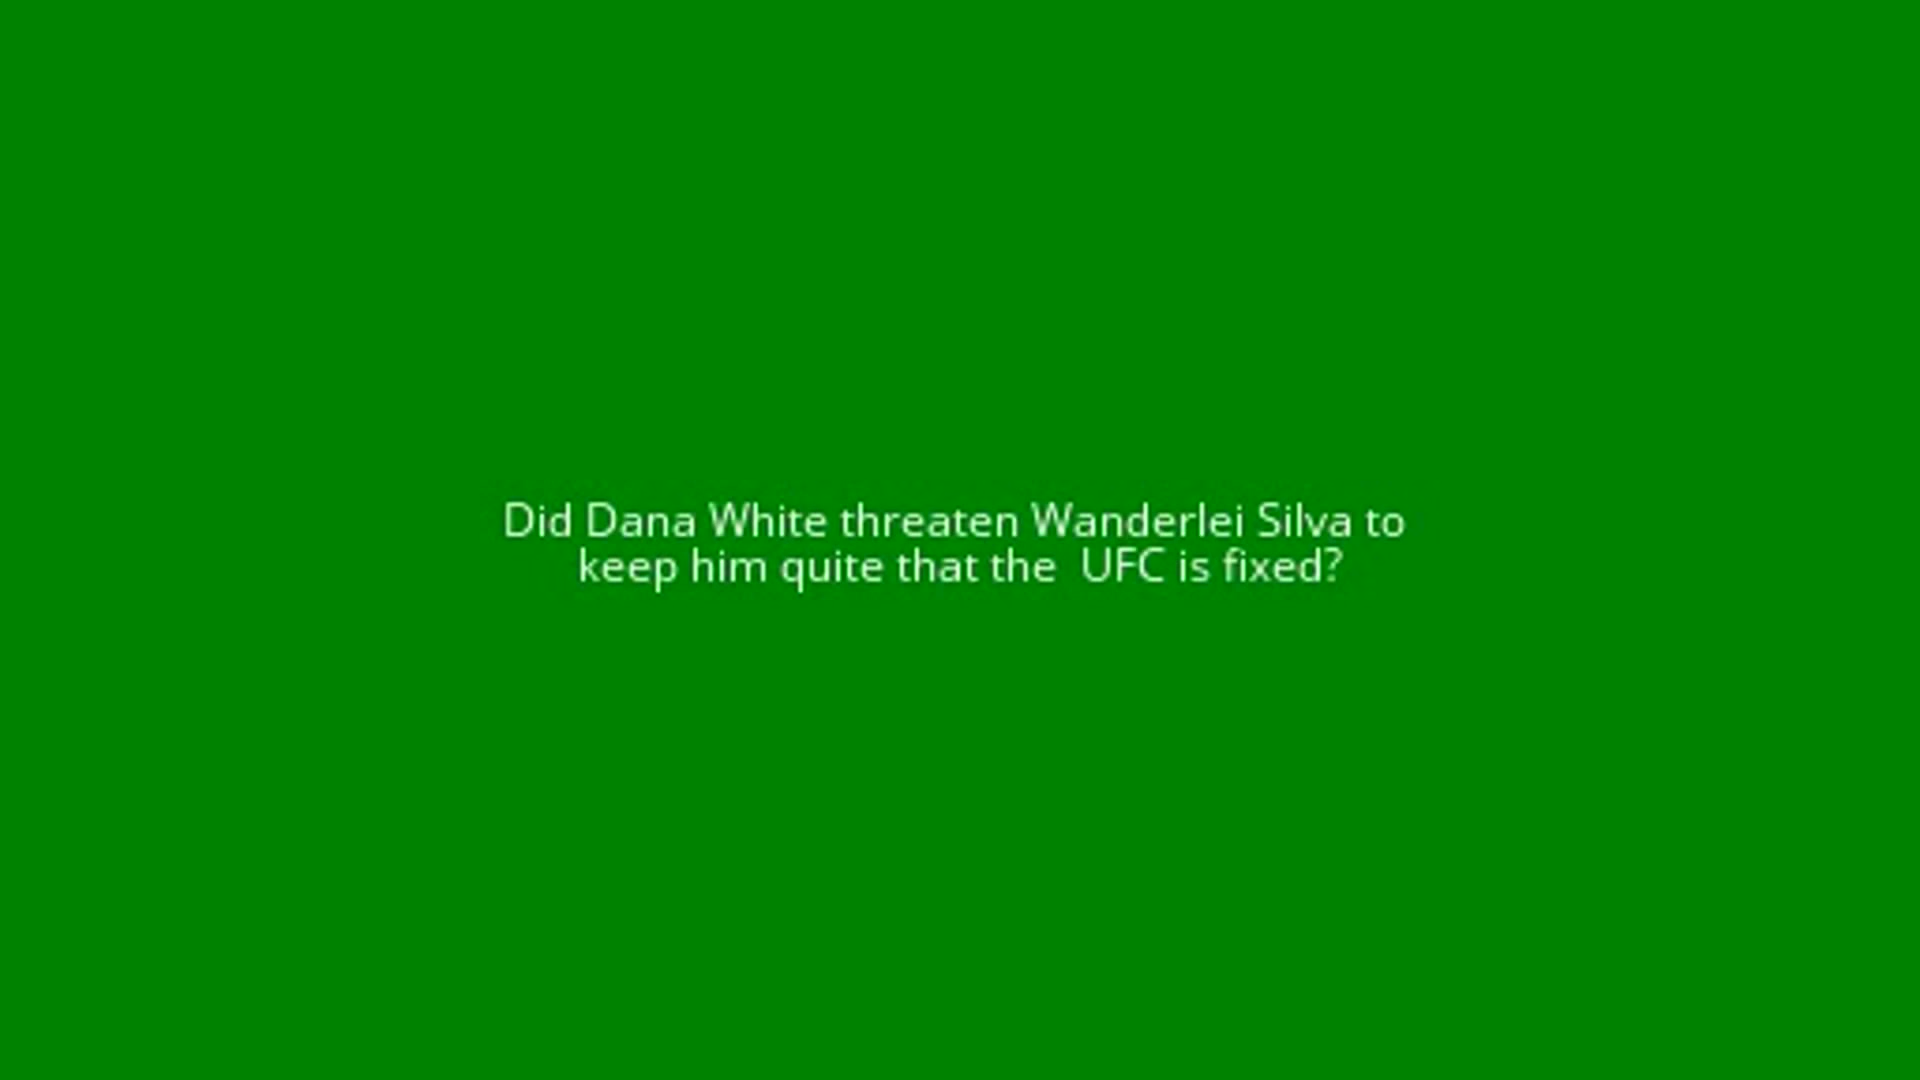 Did Dana White threaten Wanderlei Silva to
keep him quite that the  UFC is fixed?